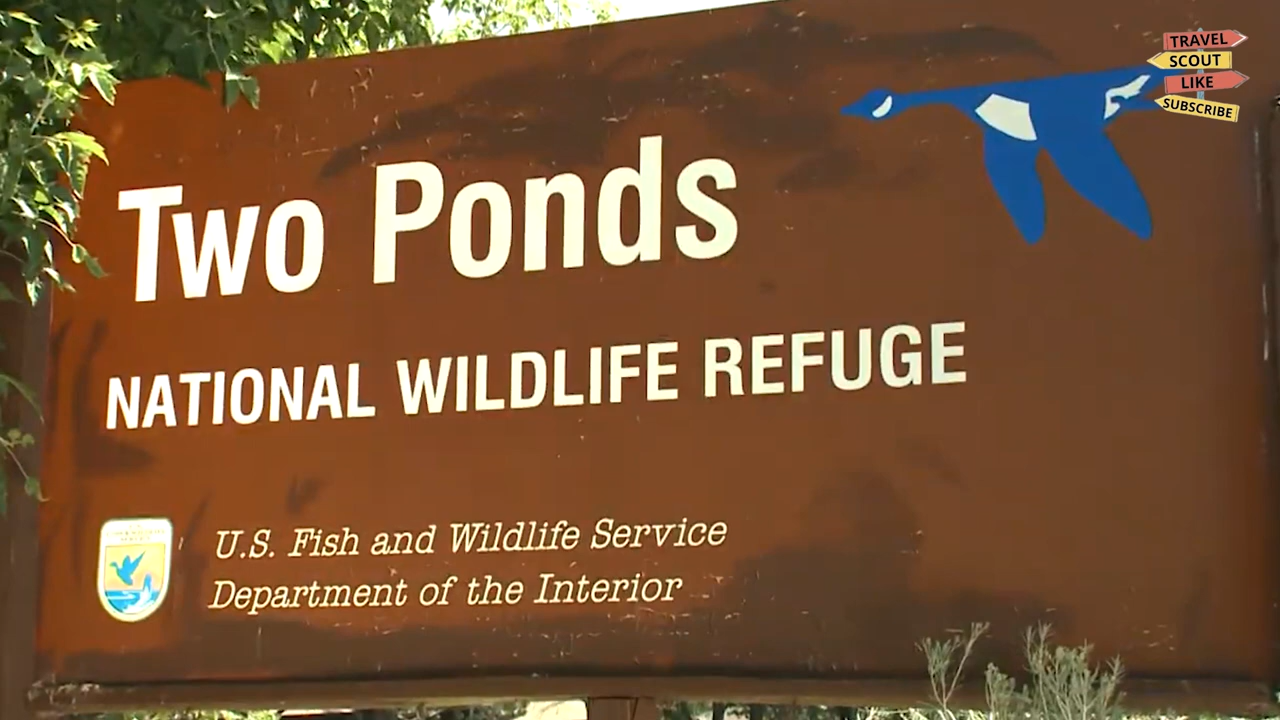 TRAVEL
SCOUT
LIKE
SUBSCRIBE
Two Ponds
NATIONAL WILDLIFE REFUGE
U.S. Fish and Wildlife Service
Department of the Interior